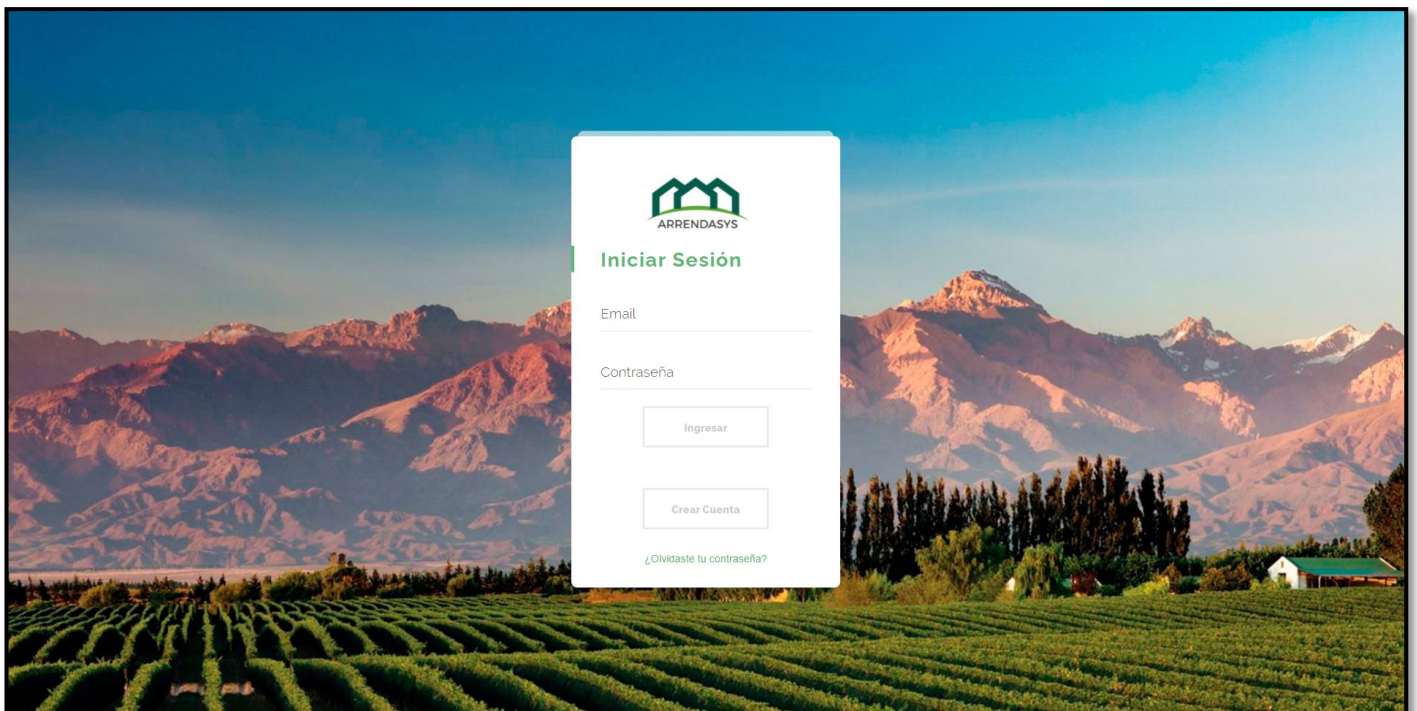 ARRENDASYS
Iniciar Sesión
Email
Contraseña
Ingresar
Crear Cuenta
¿Olvidaste tu contraseña?